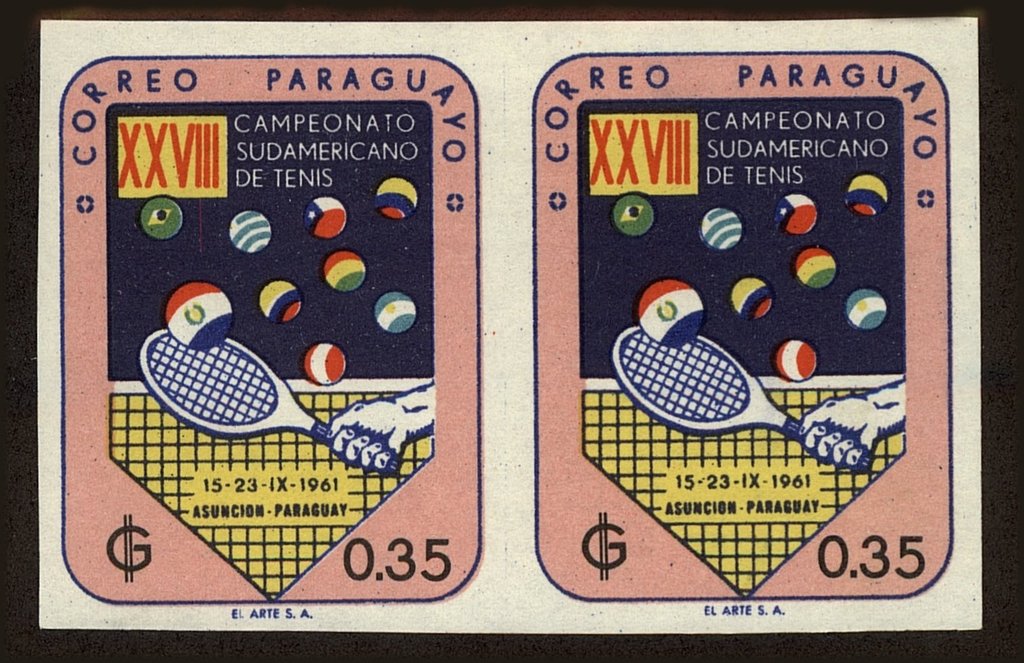 CORREO PARAGUAYO
XXVIII
CAMPEONATO
SUDAMERICANO
DE TENIS
15-23-IX-1961
ASUNCION-PARAGUAY
₲ 0.35
EL ARTE S. A.
CORREO PARAGUAYO
XXVIII
CAMPEONATO
SUDAMERICANO
DE TENIS
15-23-IX-1961
ASUNCION-PARAGUAY
₲ 0.35
EL ARTE S. A.